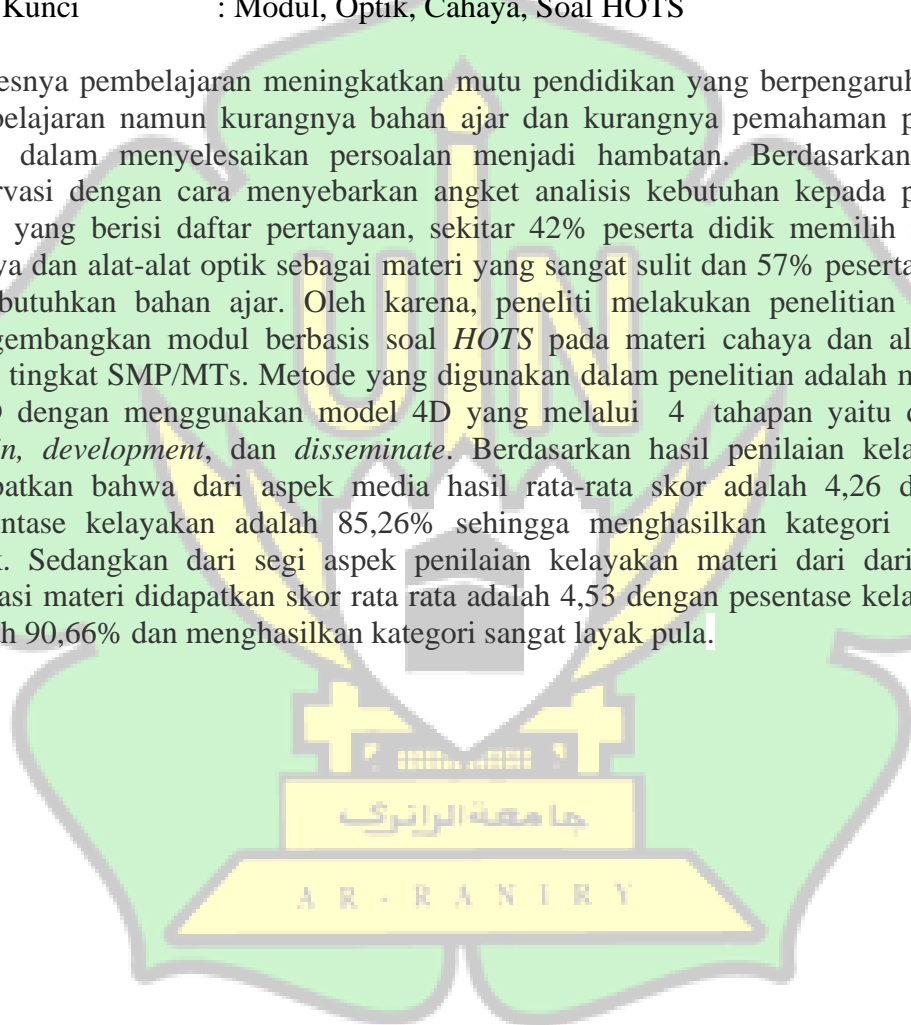 Kunci : Modul, Optik, Cahaya, Soal HOTS
esnya pembelajaran meningkatkan mutu pendidikan yang berpengaruh
belajaran namun kurangnya bahan ajar dan kurangnya pemahaman p
dalam menyelesaikan persoalan menjadi hambatan. Berdasarkan
rvasi dengan cara menyebarkan angket analisis kebutuhan kepada p
yang berisi daftar pertanyaan, sekitar 42% peserta didik memilih
ya dan alat-alat optik sebagai materi yang sangat sulit dan 57% peserta
butuhkan bahan ajar. Oleh karena, peneliti melakukan penelitian
gembangkan modul berbasis soal HOTS pada materi cahaya dan al
tingkat SMP/MTs. Metode yang digunakan dalam penelitian adalah m
D dengan menggunakan model 4D yang melalui 4 tahapan yaitu d
n, development, dan disseminate. Berdasarkan hasil penilaian kela
patkan bahwa dari aspek media hasil rata-rata skor adalah 4,26 d
entase kelayakan adalah 85,26% sehingga menghasilkan kategori
k. Sedangkan dari segi aspek penilaian kelayakan materi dari dari
asi materi didapatkan skor rata rata adalah 4,53 dengan pesentase kela
h 90,66% dan menghasilkan kategori sangat layak pula.
UIN
جامعة الرانري
AR-RANIRY